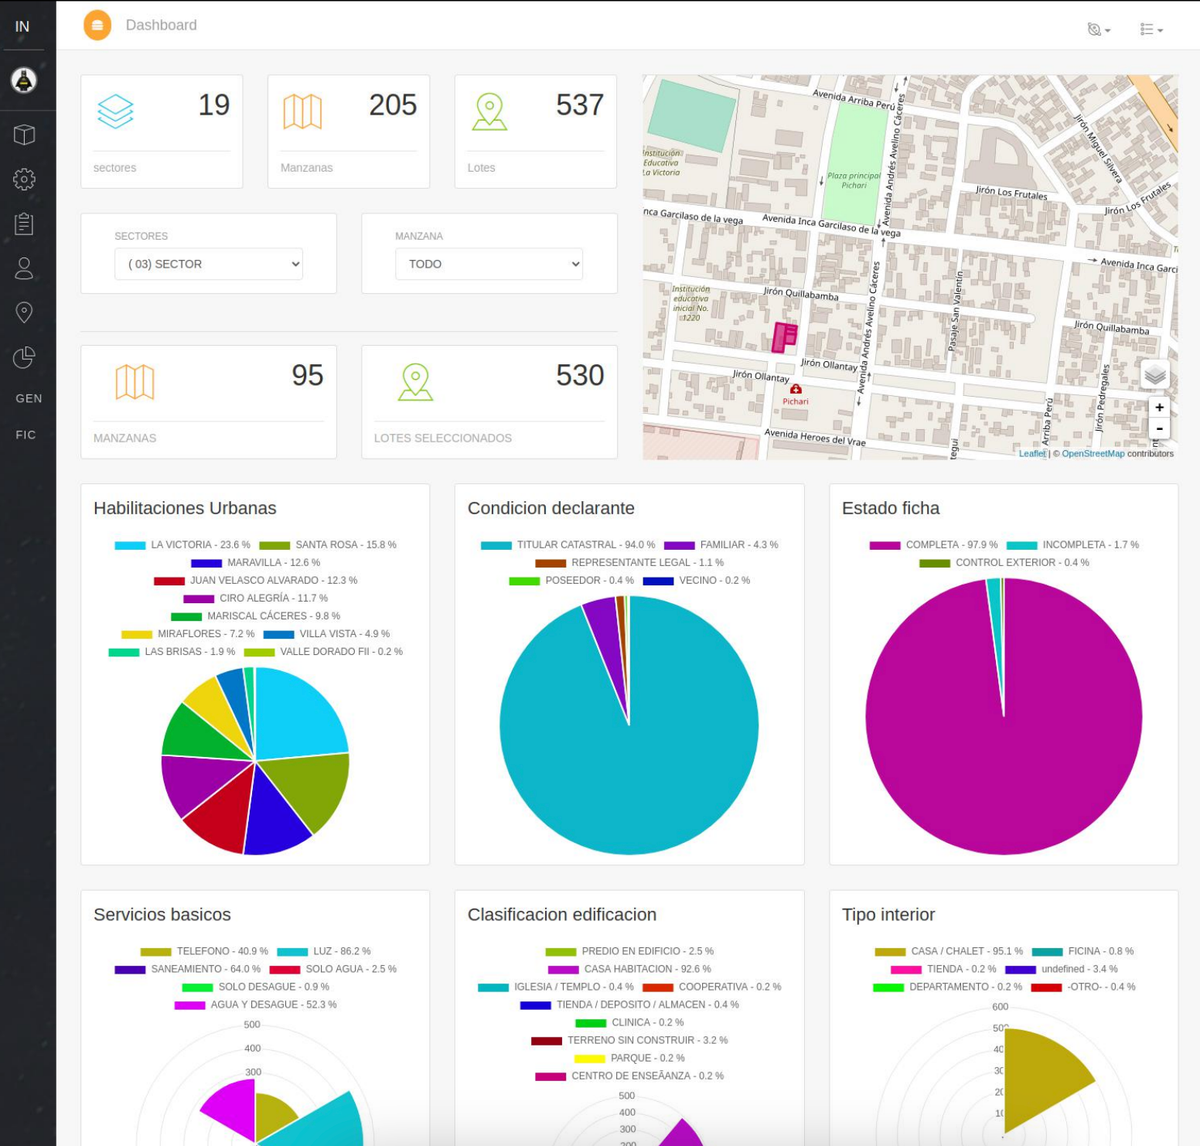 IN
Dashboard
19
sectores
205
Manzanas
537
Lotes
GEN
FIC
SECTORES
( 03) SECTOR
MANZANA
TODO
95
MANZANAS
530
LOTES SELECCIONADOS
Avenida Arriba Perú
Avenida Andrés Avelino Cáceres
Jirón Miguel Silvera
Institución
Educativa
La Victoria
Plaza principal
Pichari
Jirón Los Frutales
Jirón Los Frutales
nca Garcilaso de la vega
Avenida Inca Garcilaso de la vega
Avenida Inca Garci
Institución
educativa
inicial No.
1220
Jirón Quillabamba
Avenida Andrés Avelino Cáceres
Pasaje San Valentín
Jirón Quillabamba
Jirón Ollantay
Jirón Ollantay
Pichari
Arriba Perú
Jirón Pedregales
Avenida Heroes del Vrae
tegui
+
-
Leaflet | © OpenStreetMap contributors
Habilitaciones Urbanas
LA VICTORIA - 23.6 % SANTA ROSA - 15.8 %
MARAVILLA - 12.6 %
JUAN VELASCO ALVARADO - 12.3 %
CIRO ALEGRÍA - 11.7 %
MARISCAL CÁCERES - 9.8 %
MIRAFLORES - 7.2 % VILLA VISTA - 4.9 %
LAS BRISAS - 1.9 % VALLE DORADO FII - 0.2 %
Condicion declarante
TITULAR CATASTRAL - 94.0 % FAMILIAR - 4.3 %
REPRESENTANTE LEGAL - 1.1 %
POSEEDOR - 0.4 % VECINO - 0.2 %
Estado ficha
COMPLETA - 97.9 % INCOMPLETA - 1.7 %
CONTROL EXTERIOR - 0.4 %
Servicios basicos
TELEFONO - 40.9 % LUZ - 86.2 %
SANEAMIENTO - 64.0 % SOLO AGUA - 2.5 %
SOLO DESAGUE - 0.9 %
AGUA Y DESAGUE - 52.3 %
500
400
300
Clasificacion edificacion
PREDIO EN EDIFICIO - 2.5 %
CASA HABITACION - 92.6 %
IGLESIA / TEMPLO - 0.4 % COOPERATIVA - 0.2 %
TIENDA / DEPOSITO / ALMACEN - 0.4 %
CLINICA - 0.2 %
TERRENO SIN CONSTRUIR - 3.2 %
PARQUE - 0.2 %
CENTRO DE ENSEÃANZA - 0.2 %
500
400
300
200
Tipo interior
CASA / CHALET - 95.1 % FICINA - 0.8 %
TIENDA - 0.2 % undefined - 3.4 %
DEPARTAMENTO - 0.2 % -OTRO- - 0.4 %
600
500
40
30
20
10